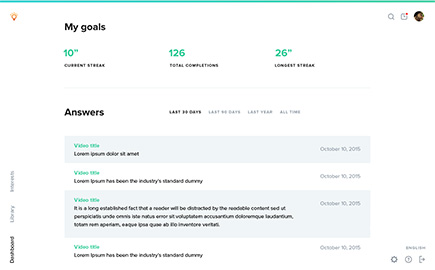 My goals
10”
126
26”
CURRENT STREAK
TOTAL COMPLETIONS
LONGEST STREAK
Answers
LAST 30 DAYS
LAST 90 DAYS
LAST YEAR
ALL TIME
Video title
Lorem ipsum dolor sit amet
October 10, 2015
Video title
Lorem Ipsum has been the industry's standard dummy
October 10, 2015
Video title
It is a long established fact that a reader will be distracted by the readable content sed ut
perspiciatis unde omnis iste natus error sit voluptatem accusantium doloremque laudantium,
totam rem aperiam, eaque ipsa quae ab illo inventore veritati.
October 10, 2015
Video title
Lorem Ipsum has been the industry's standard dummy
October 10, 2015
Interests
Library
Dashboard
ENGLISH